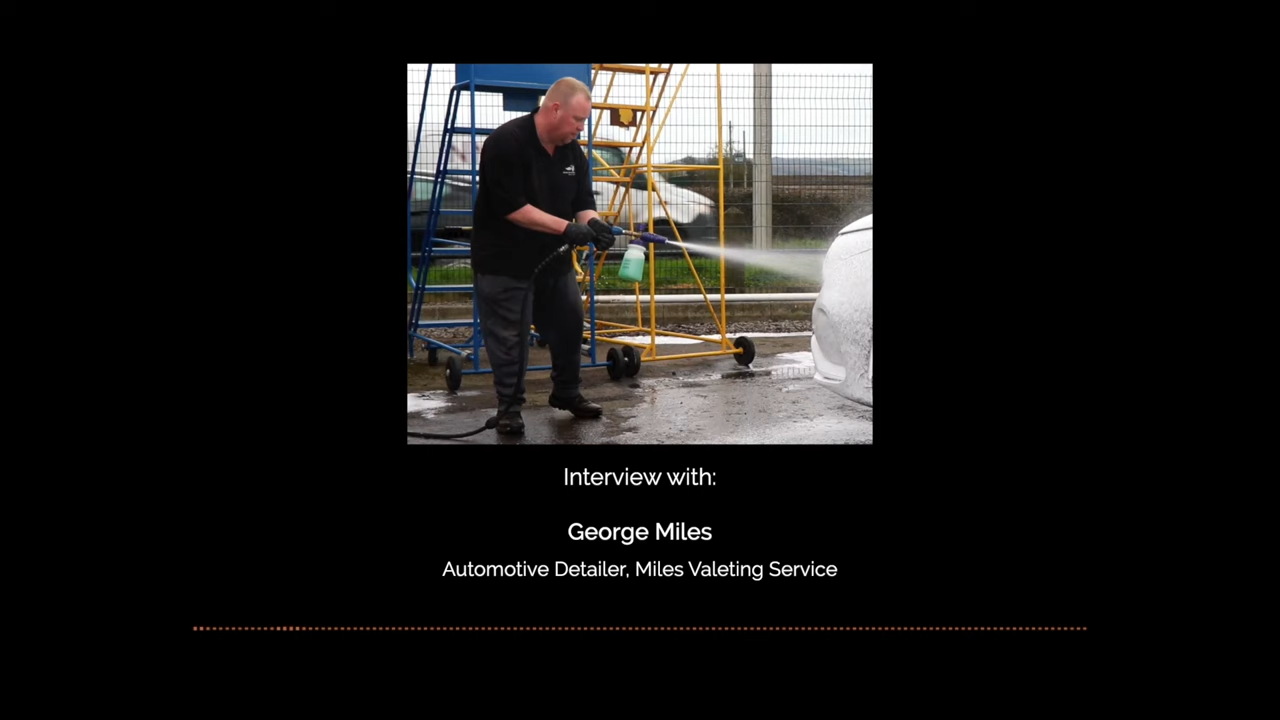 Interview with:
George Miles
Automotive Detailer, Miles Valeting Service